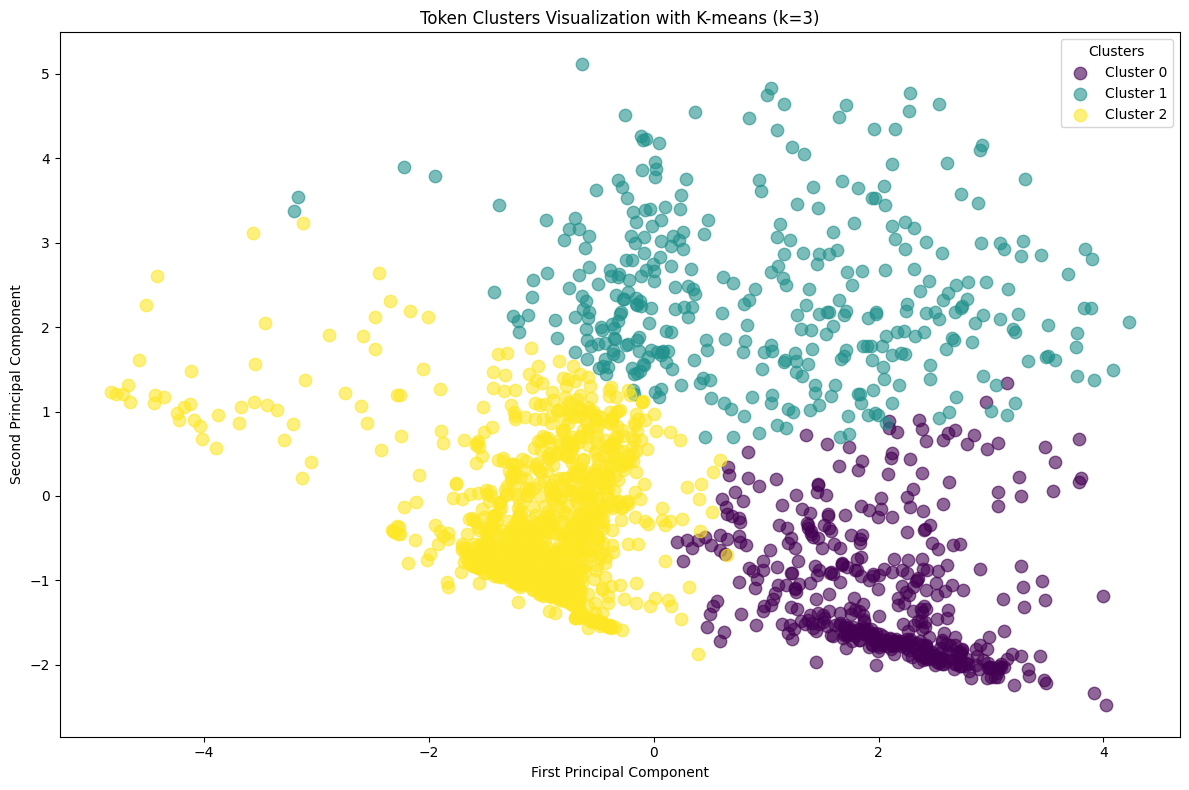 Token Clusters Visualization with K-means (k=3)
Clusters
Cluster 0
Cluster 1
Cluster 2
Second Principal Component
5
4
3
2
1
0
−1
−2
−4
−2
0
2
4
First Principal Component